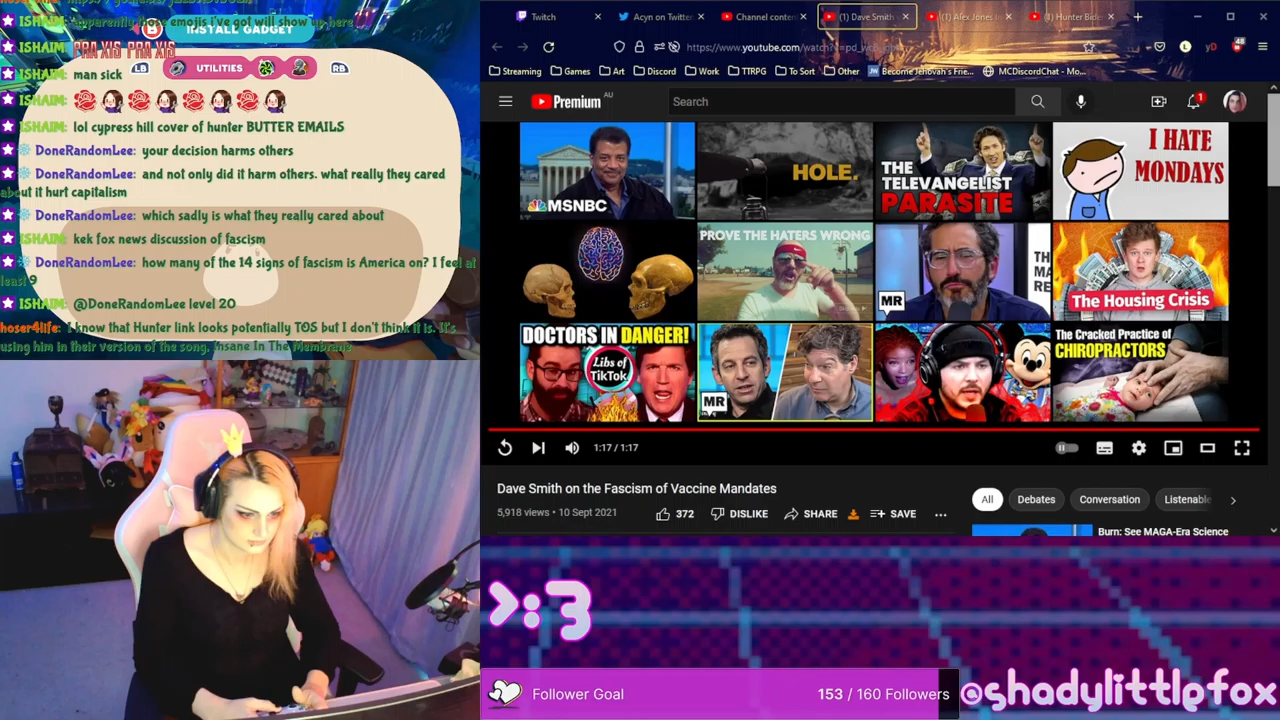 ISHAIM: apparently those emojis i've got will show up here
INSTALL GADGET
ISHAIM: PRAXIS PRAXIS
LB
UTILITIES
RB
ISHAIM: man sick
ISHAIM:
ISHAIM: lol cypress hill cover of hunter BUTTER EMAILS
DoneRandomLee: your decision harms others
DoneRandomLee: and not only did it harm others. what really they cared
about it hurt capitalism
DoneRandomLee: which sadly is what they really cared about
ISHAIM: kek fox news discussion of fascism
DoneRandomLee: how many of the 14 signs of fascism is America on? I feel at
least 9
ISHAIM: @DoneRandomLee level 20
hoser4life: I know that Hunter link looks potentially TOS but I don't think it is. It's
using him in their version of the song, Insane In The Membrane
Twitch
Acyn on Twitter
Channel conten
(1) Dave Smith
(1) Alex Jones
(1) Hunter Bide
https://www.youtube.com/watch?v=pd_w
48
Streaming
Games
Art
Discord
Work
TTRPG
To Sort
Other
Become Jehovah's Frie...
MCDiscordChat - Mo...
Premium
AU
Search
1
MSNBC
HOLE.
THE
TELEVANGELIST
PARASITE
I HATE
MONDAYS
PROVE THE HATERS WRONG
MR
The Housing Crisis
DOCTORS IN DANGER!
Libs of
TikTok
MR
The Cracked Practice of
CHIROPRACTORS
1:17 / 1:17
Dave Smith on the Fascism of Vaccine Mandates
5,918 views • 10 Sept 2021
372
DISLIKE
SHARE
SAVE
All
Debates
Conversation
Listenable
Burn: See MAGA-Era Science
>:3
Follower Goal
153 / 160 Followers
@shadylittlefox